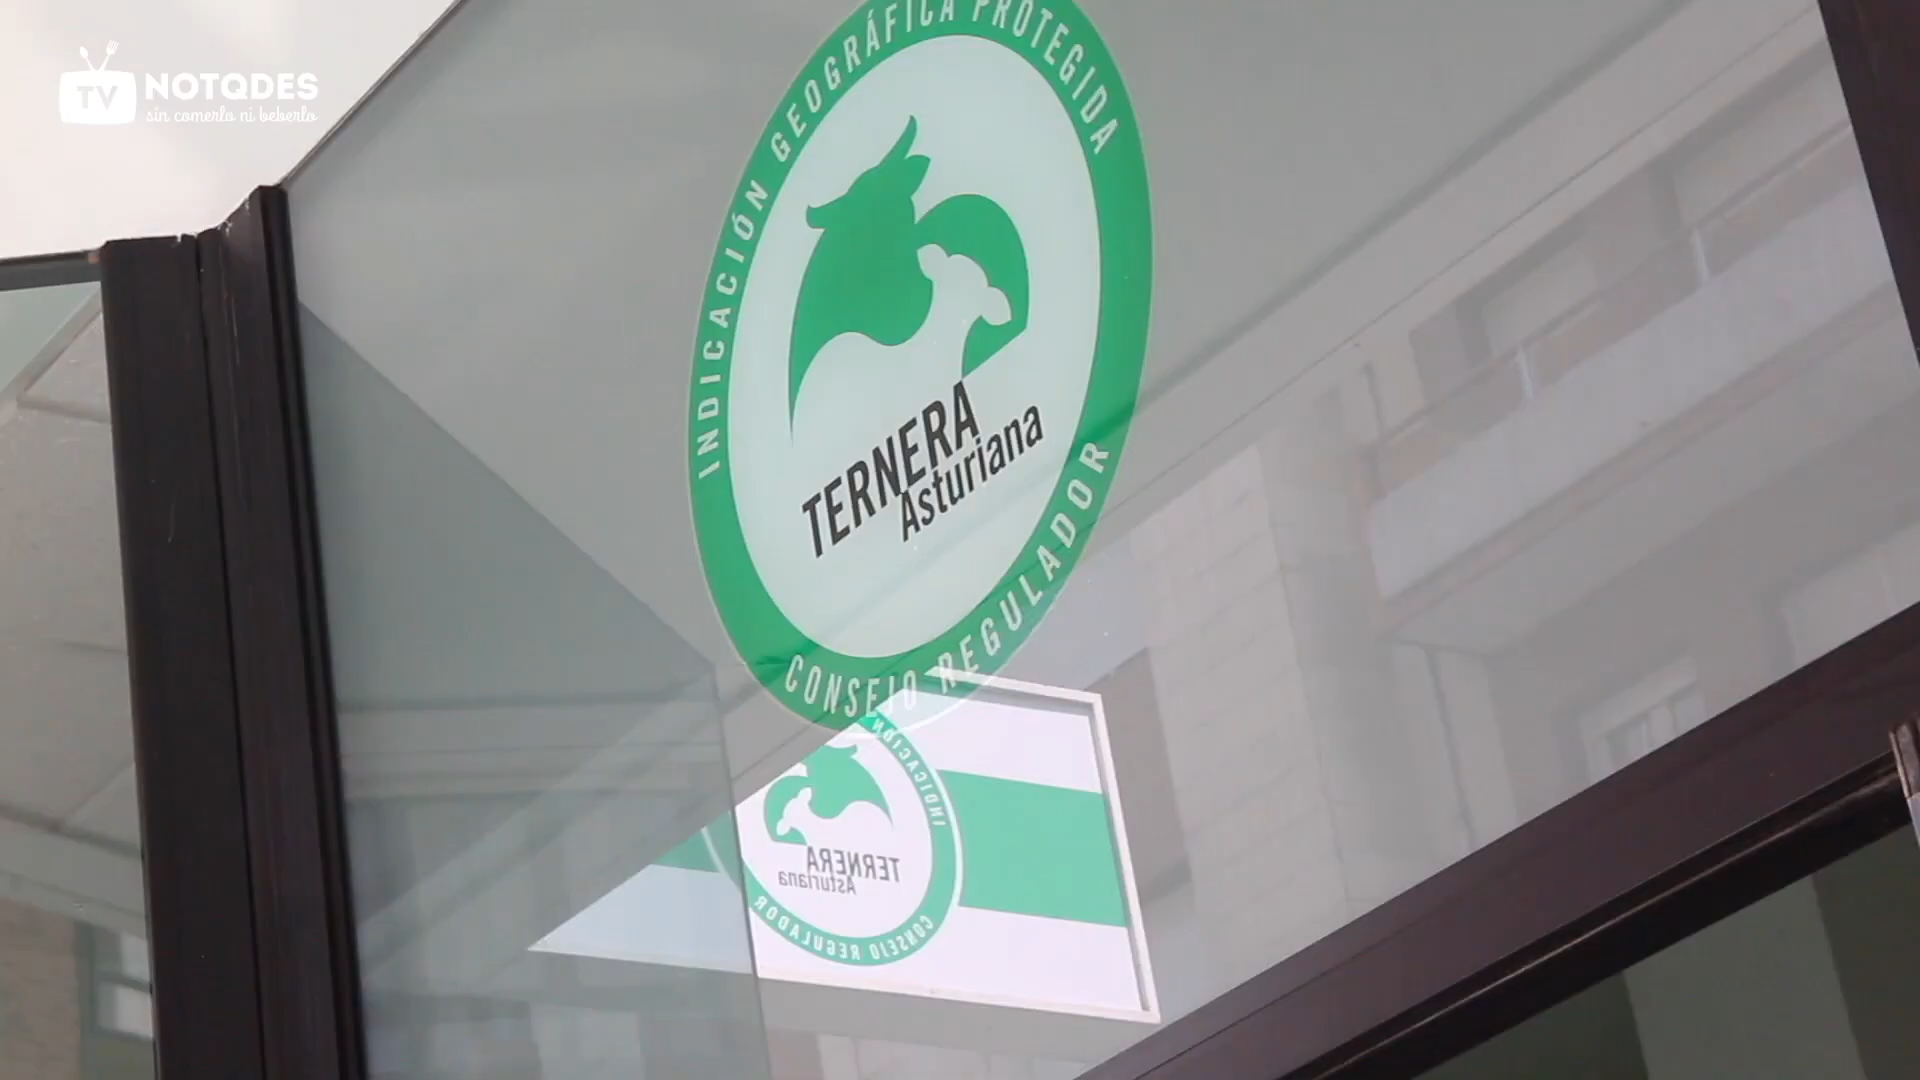 TV NOTQDES
sin comerlo ni beberlo
INDICACIÓN GEOGRÁFICA PROTEGIDA
TERNERA
Asturiana
CONSEJO REGULADOR
INDICACIÓN
TERNERA
Asturiana
CONSEJO REGULADOR